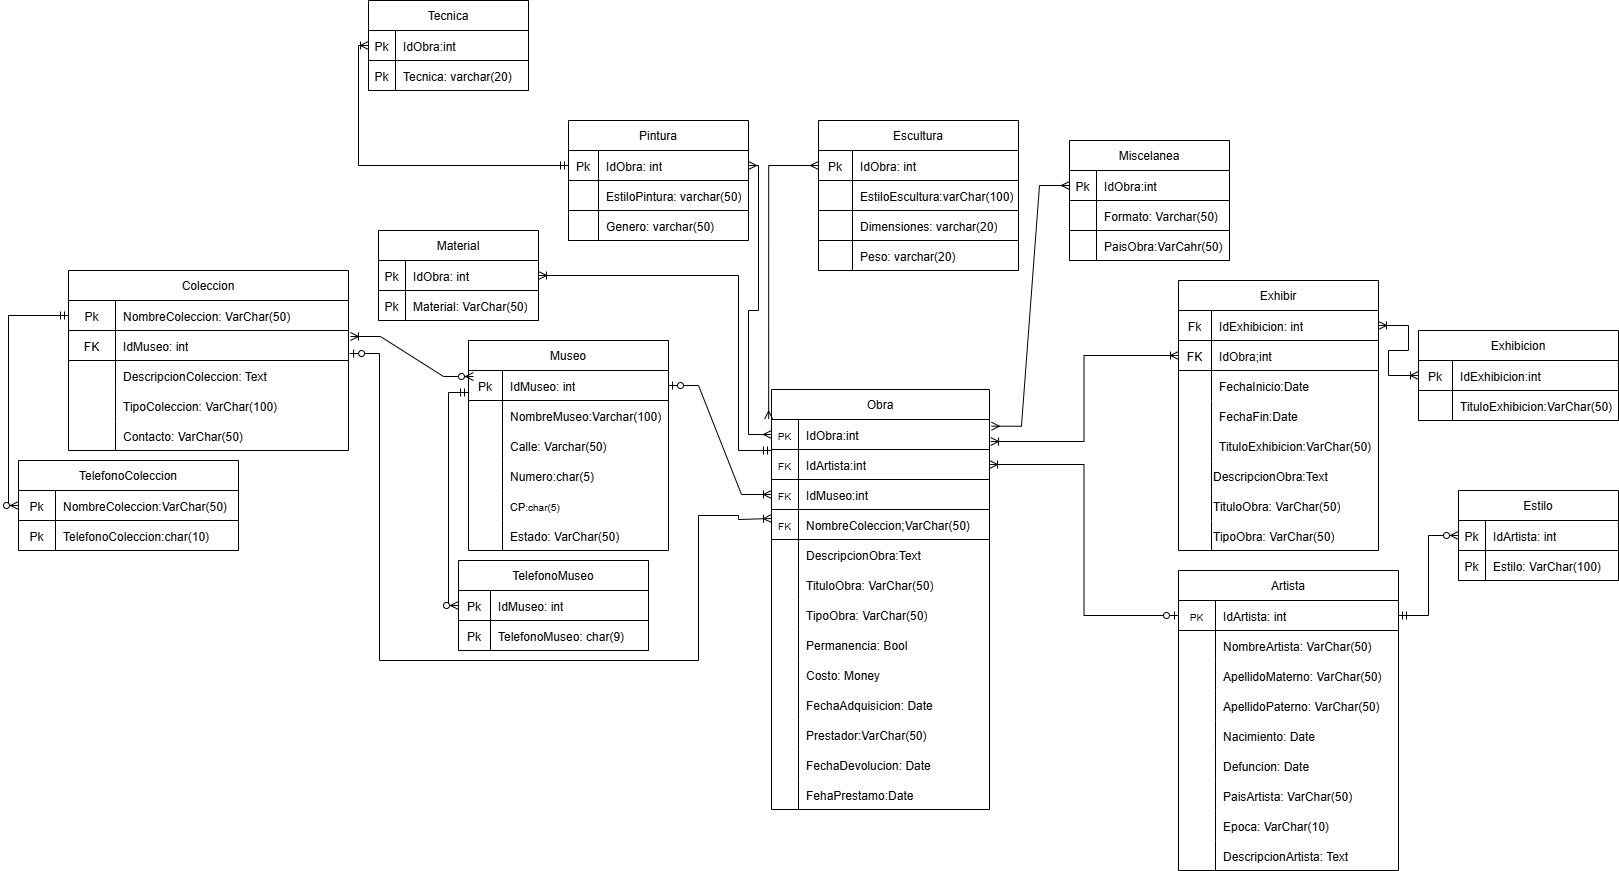 Tecnica
Pk IdObra:int
Pk Tecnica: varchar(20)
Pintura
Pk IdObra: int
EstiloPintura: varchar(50)
Genero: varchar(50)
Escultura
Pk IdObra: int
EstiloEscultura:varChar(100)
Dimensiones: varchar(20)
Peso: varchar(20)
Miscelanea
Pk IdObra:int
Formato: Varchar(50)
PaisObra:VarCahr(50)
Material
Pk IdObra: int
Pk Material: VarChar(50)
Coleccion
Pk NombreColeccion: VarChar(50)
FK IdMuseo: int
DescripcionColeccion: Text
TipoColeccion: VarChar(100)
Contacto: VarChar(50)
TelefonoColeccion
Pk NombreColeccion:VarChar(50)
Pk TelefonoColeccion:char(10)
Museo
Pk IdMuseo: int
NombreMuseo:Varchar(100)
Calle: Varchar(50)
Numero:char(5)
CP:char(5)
Estado: VarChar(50)
TelefonoMuseo
Pk IdMuseo: int
Pk TelefonoMuseo: char(9)
Obra
PK IdObra:int
FK IdArtista:int
FK IdMuseo:int
FK NombreColeccion;VarChar(50)
DescripcionObra:Text
TituloObra: VarChar(50)
TipoObra: VarChar(50)
Permanencia: Bool
Costo: Money
FechaAdquisicion: Date
Prestador:VarChar(50)
FechaDevolucion: Date
FehaPrestamo:Date
Exhibir
Fk IdExhibicion: int
FK IdObra;int
FechaInicio:Date
FechaFin:Date
TituloExhibicion:VarChar(50)
DescripcionObra:Text
TituloObra: VarChar(50)
TipoObra: VarChar(50)
Exhibicion
Pk IdExhibicion:int
TituloExhibicion:VarChar(50)
Estilo
Pk IdArtista: int
Pk Estilo: VarChar(100)
Artista
PK IdArtista: int
NombreArtista: VarChar(50)
ApellidoMaterno: VarChar(50)
ApellidoPaterno: VarChar(50)
Nacimiento: Date
Defuncion: Date
PaisArtista: VarChar(50)
Epoca: VarChar(10)
DescripcionArtista: Text